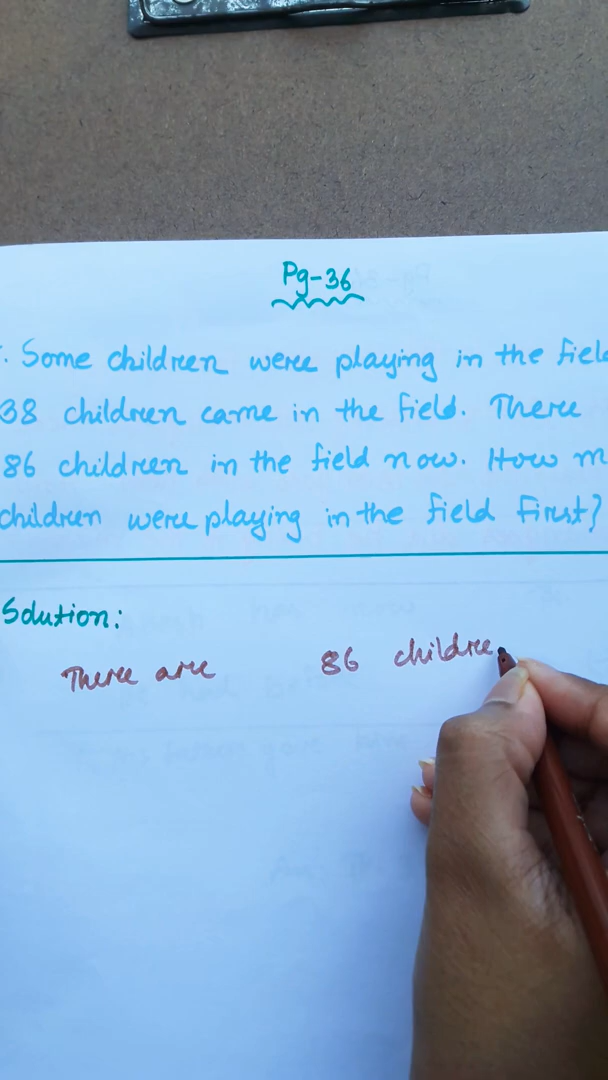 Pg-36
. Some children were playing in the field
38 children came in the field. There
86 children in the field now. How m
children were playing in the field first?
Solution:
There are 86 childre